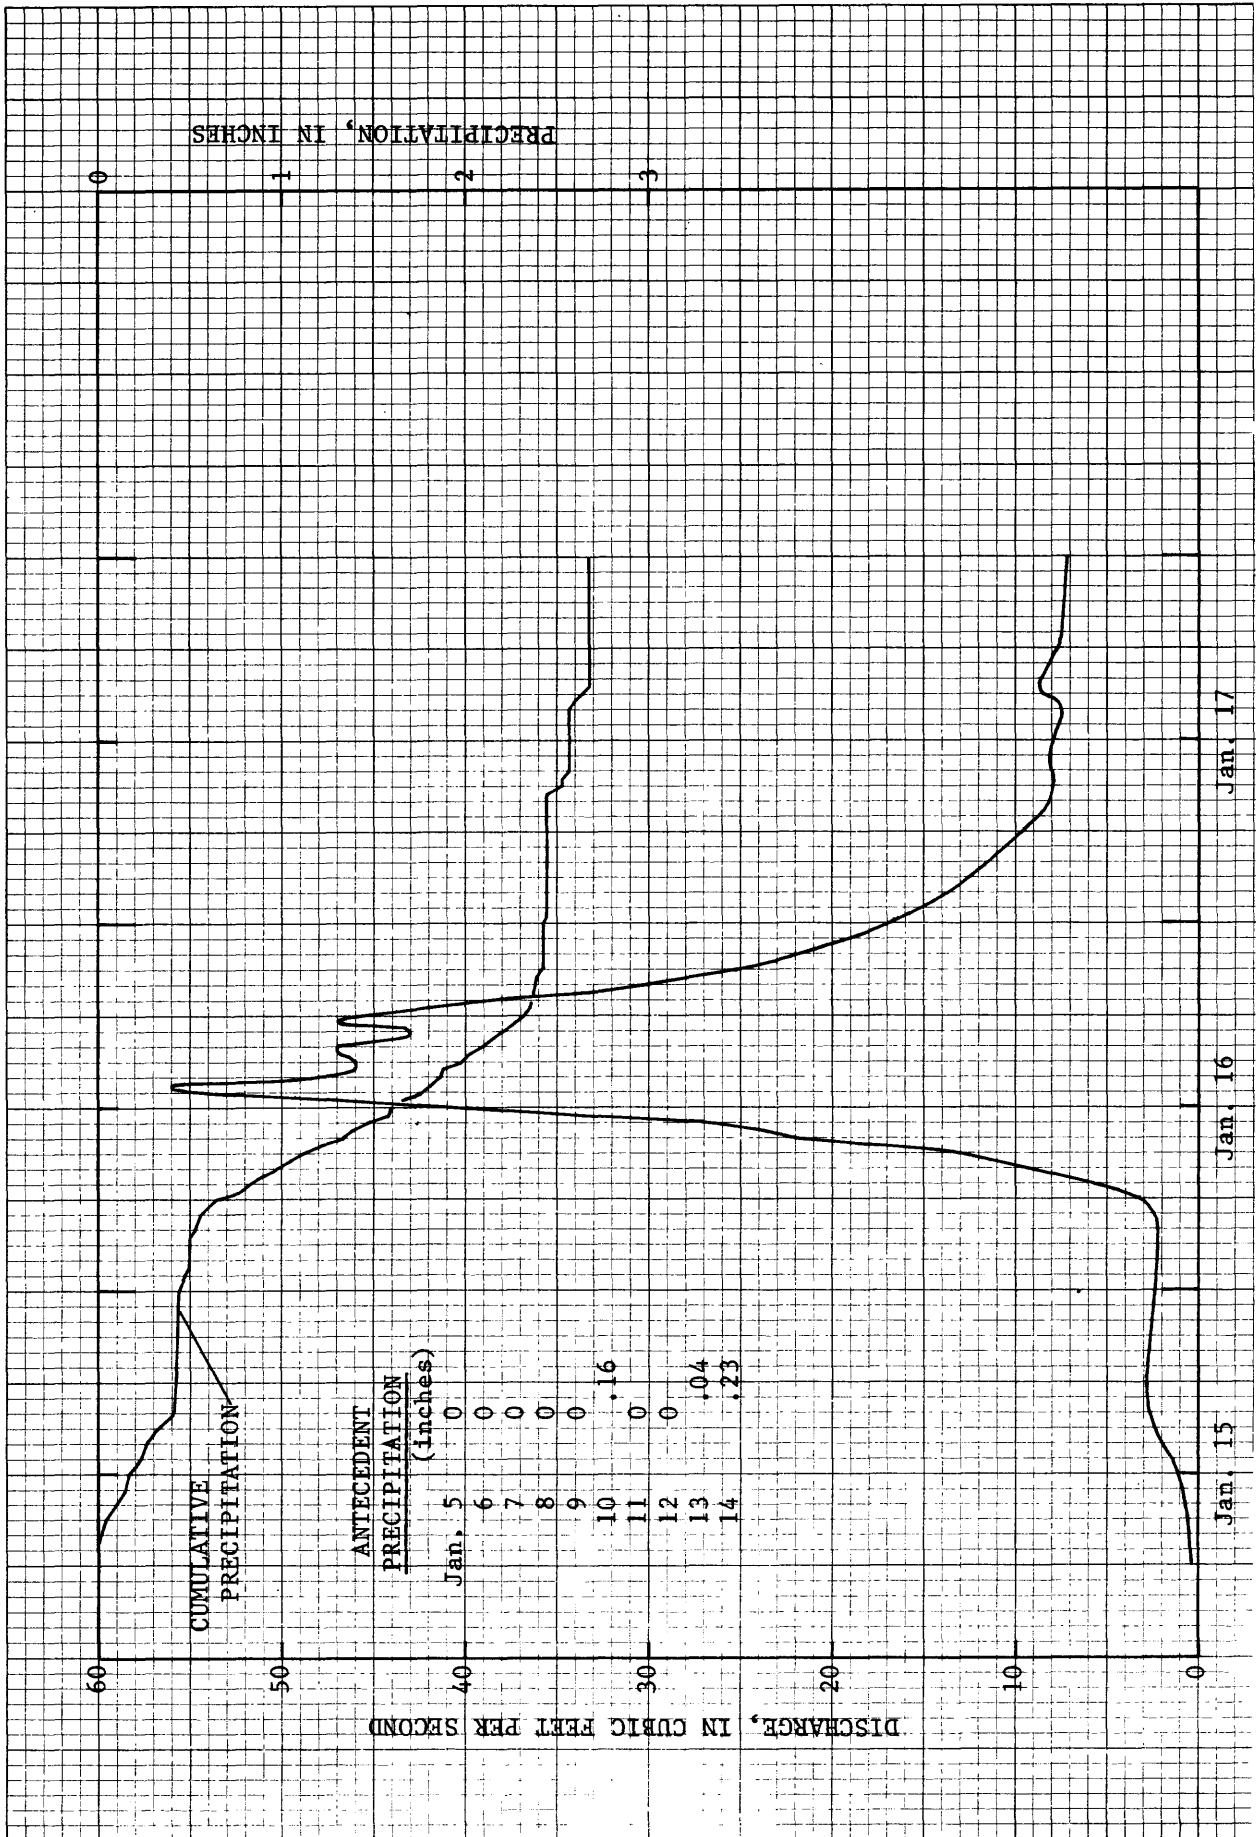 60
50
40
30
20
10
0
DISCHARGE, IN CUBIC FEET PER SECOND
0
1
2
3
PRECIPITATION, IN INCHES
CUMULATIVE
PRECIPITATION
ANTECEDENT
PRECIPITATION
(inches)
Jan. 5 0
6 0
7 0
8 0
9 0
10 .16
11 0
12 0
13 .04
14 .23
Jan. 15
Jan. 16
Jan. 17